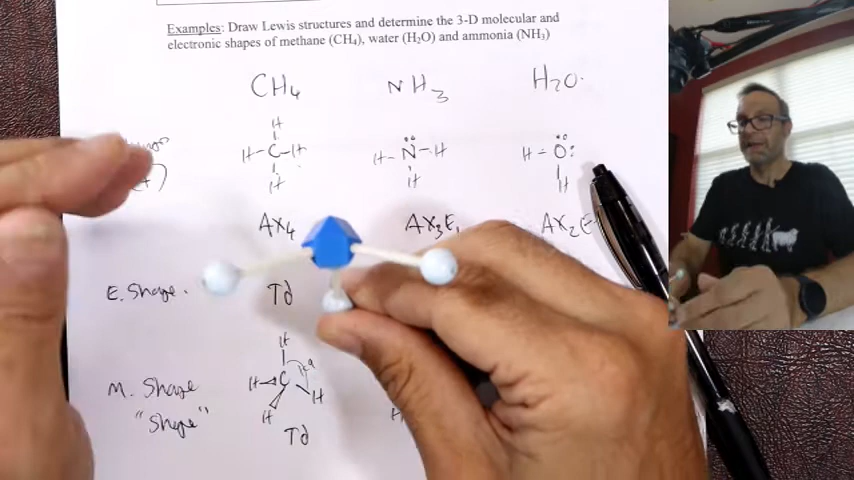 Examples: Draw Lewis structures and determine the 3-D molecular and
electronic shapes of methane (CH₄), water (H₂O) and ammonia (NH₃)
CH₄ NH₃ H₂O
H
H-C-H H-N-H H-O:
H H H
AX₄ AX₃E₁ AX₂E
E. Shape. Td
M. Shape
"Shape"
H
H C H
H
Td
H